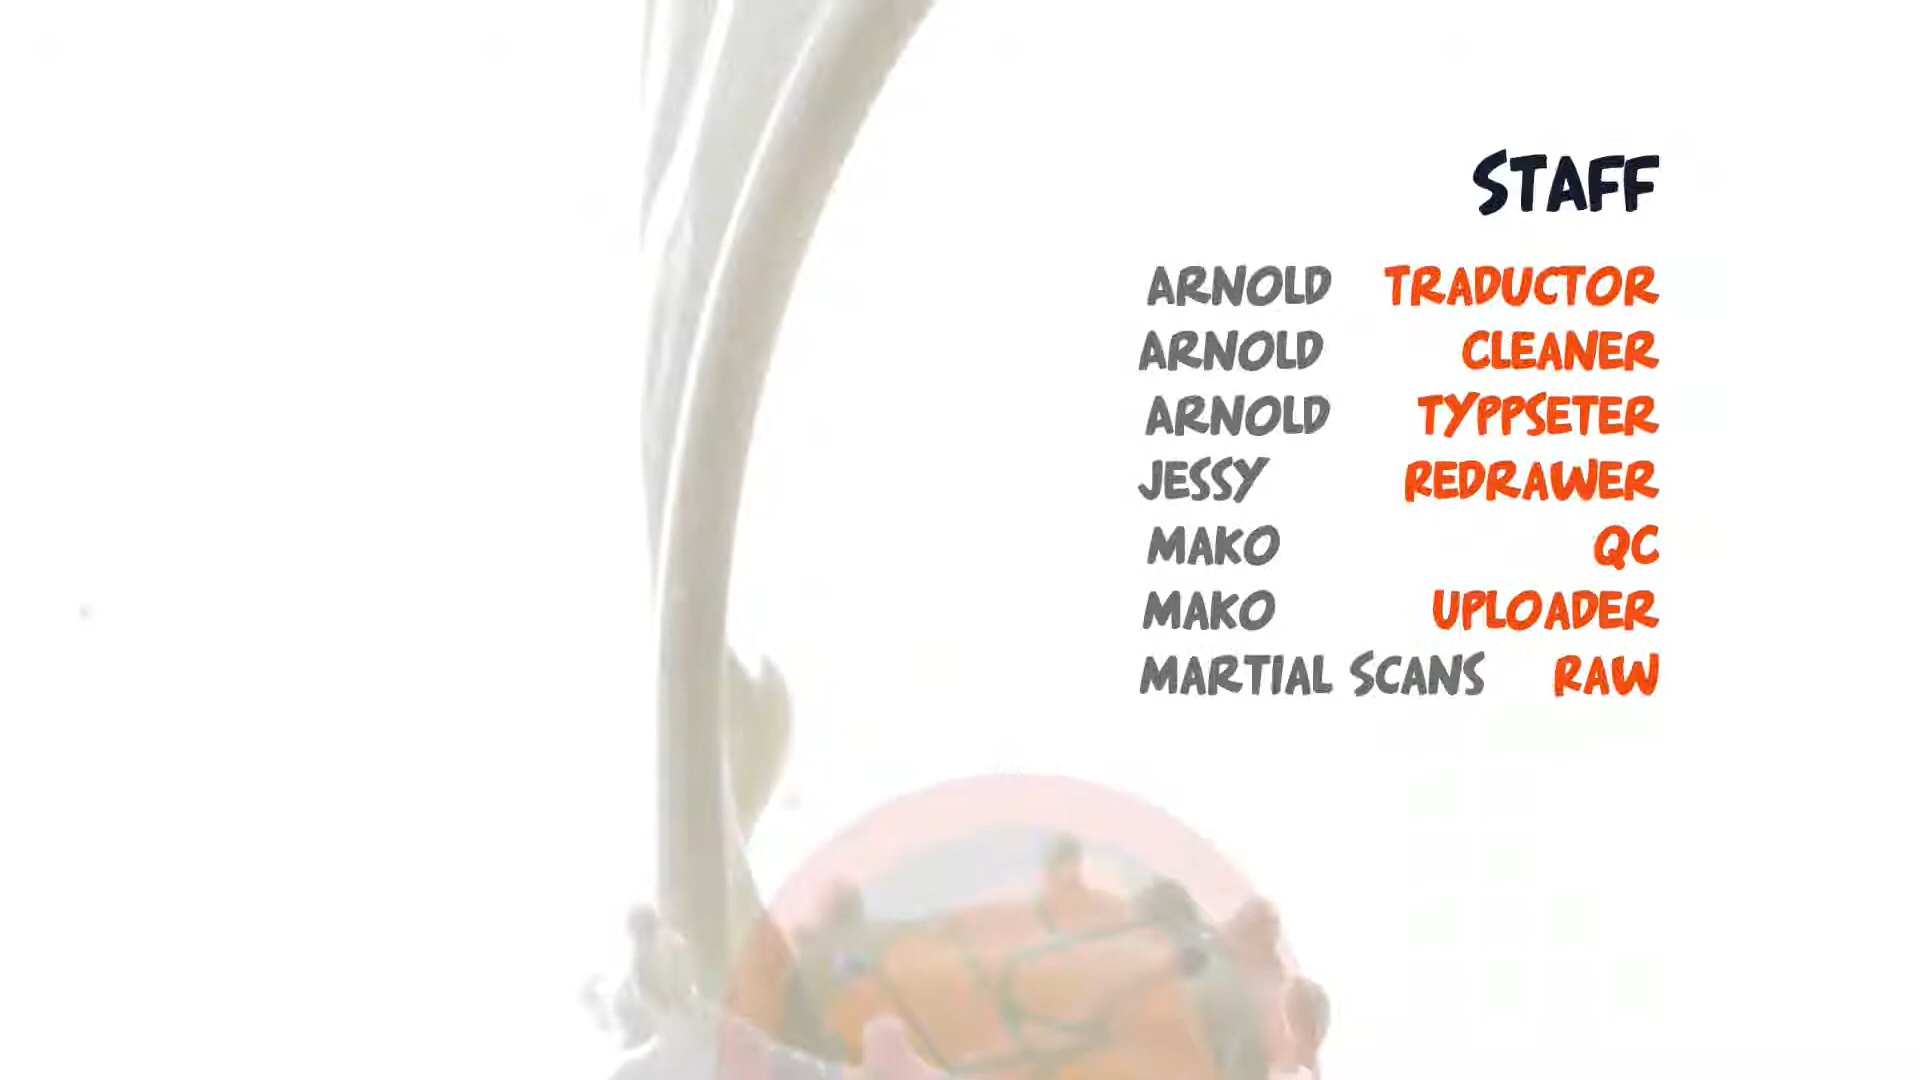 STAFF
ARNOLD TRADUCTOR
ARNOLD CLEANER
ARNOLD TYPPSETER
JESSY REDRAWER
MAKO QC
MAKO UPLOADER
MARTIAL SCANS RAW